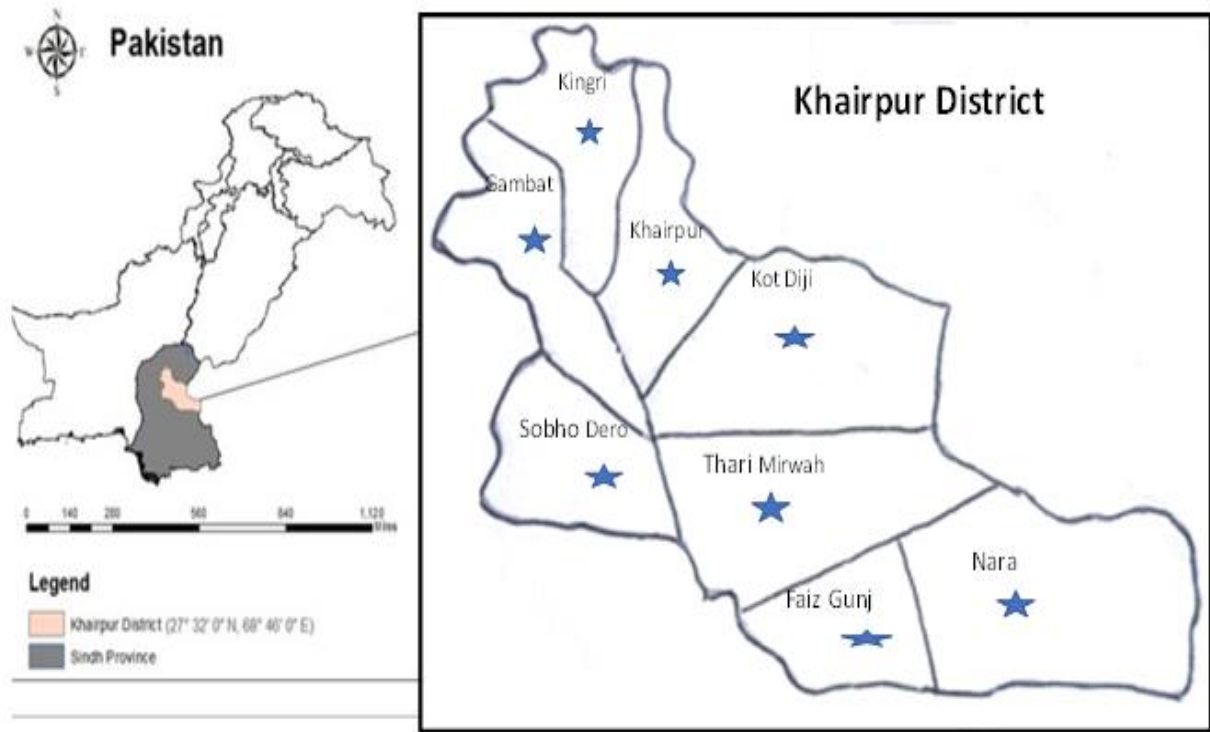 N
W E
S
Pakistan
0 140 280 560 840 1,120
Miles
Legend
Khairpur District (27° 32' 0" N, 68° 46' 0" E)
Sindh Province
Khairpur District
Kingri
Gambat
Khairpur
Kot Diji
Sobho Dero
Thari Mirwah
Nara
Faiz Gunj